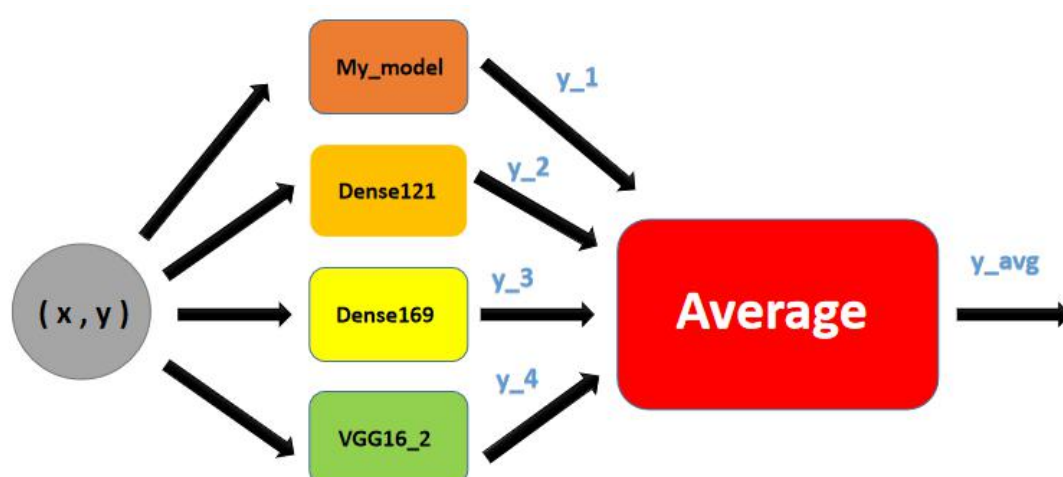 My_model
y_1
Dense121
y_2
( x , y )
Dense169
y_3
Average
y_avg
VGG16_2
y_4